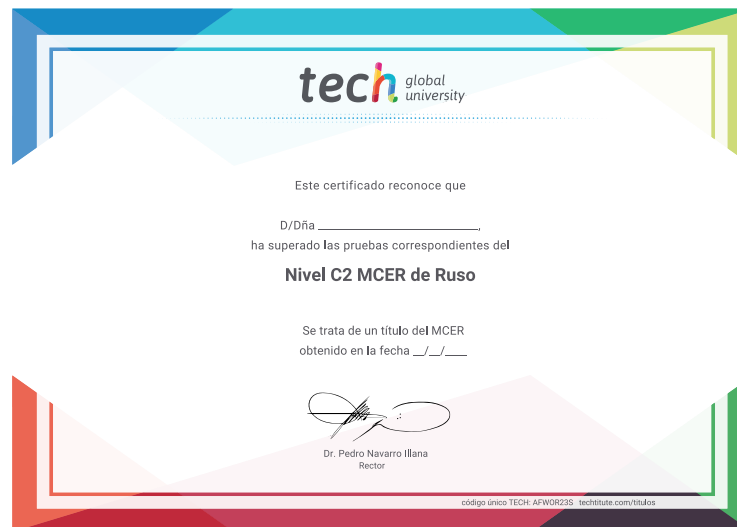 tech global university
Este certificado reconoce que
D/Dña ____________________,
ha superado las pruebas correspondientes del
Nivel C2 MCER de Ruso
Se trata de un título del MCER
obtenido en la fecha __/__/____
Dr. Pedro Navarro Illana
Rector
código único TECH: AFWOR23S techtitute.com/titulos